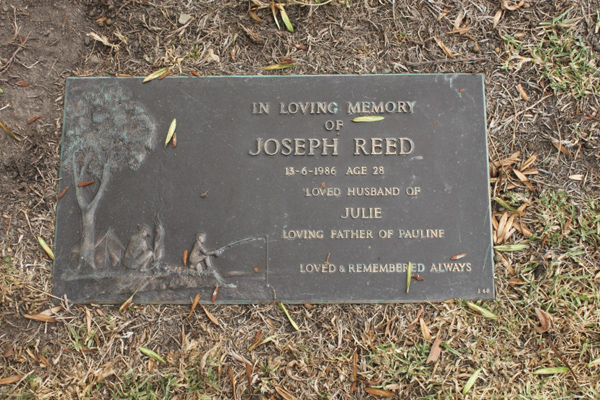 IN LOVING MEMORY
OF
JOSEPH REED
13-6-1986 AGE 28
LOVED HUSBAND OF
JULIE
LOVING FATHER OF PAULINE
LOVED & REMEMBERED ALWAYS